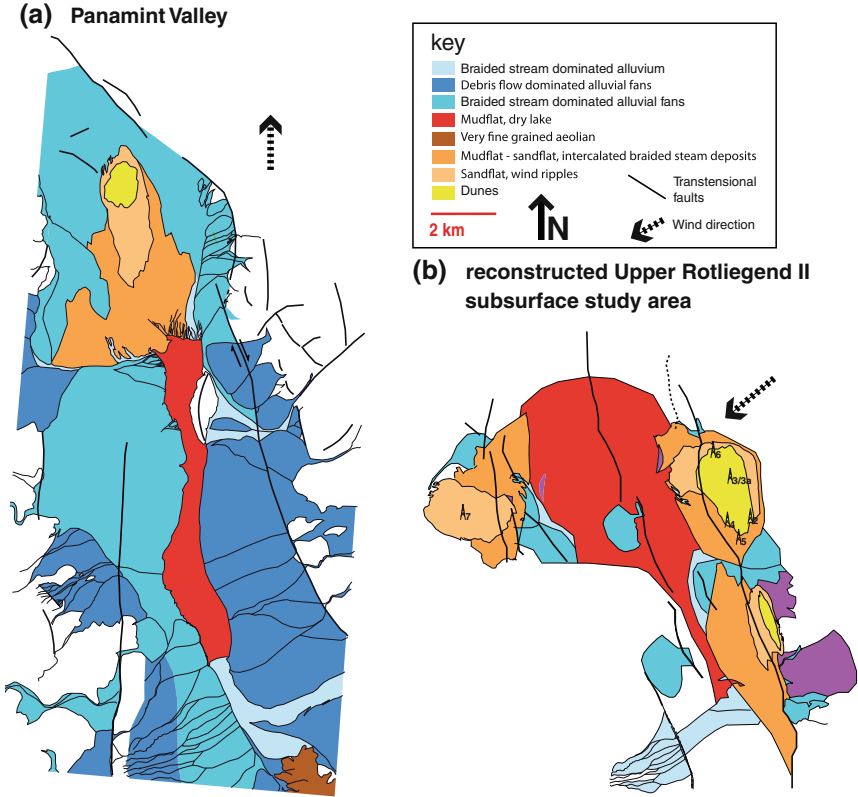 (a) Panamint Valley
key
Braided stream dominated alluvium
Debris flow dominated alluvial fans
Braided stream dominated alluvial fans
Mudflat, dry lake
Very fine grained aeolian
Mudflat - sandflat, intercalated braided steam deposits
Sandflat, wind ripples
Dunes
Transtensional
faults
2 km
N
Wind direction
(b) reconstructed Upper Rotliegend II
subsurface study area
6
3/3a
7
4
2
5